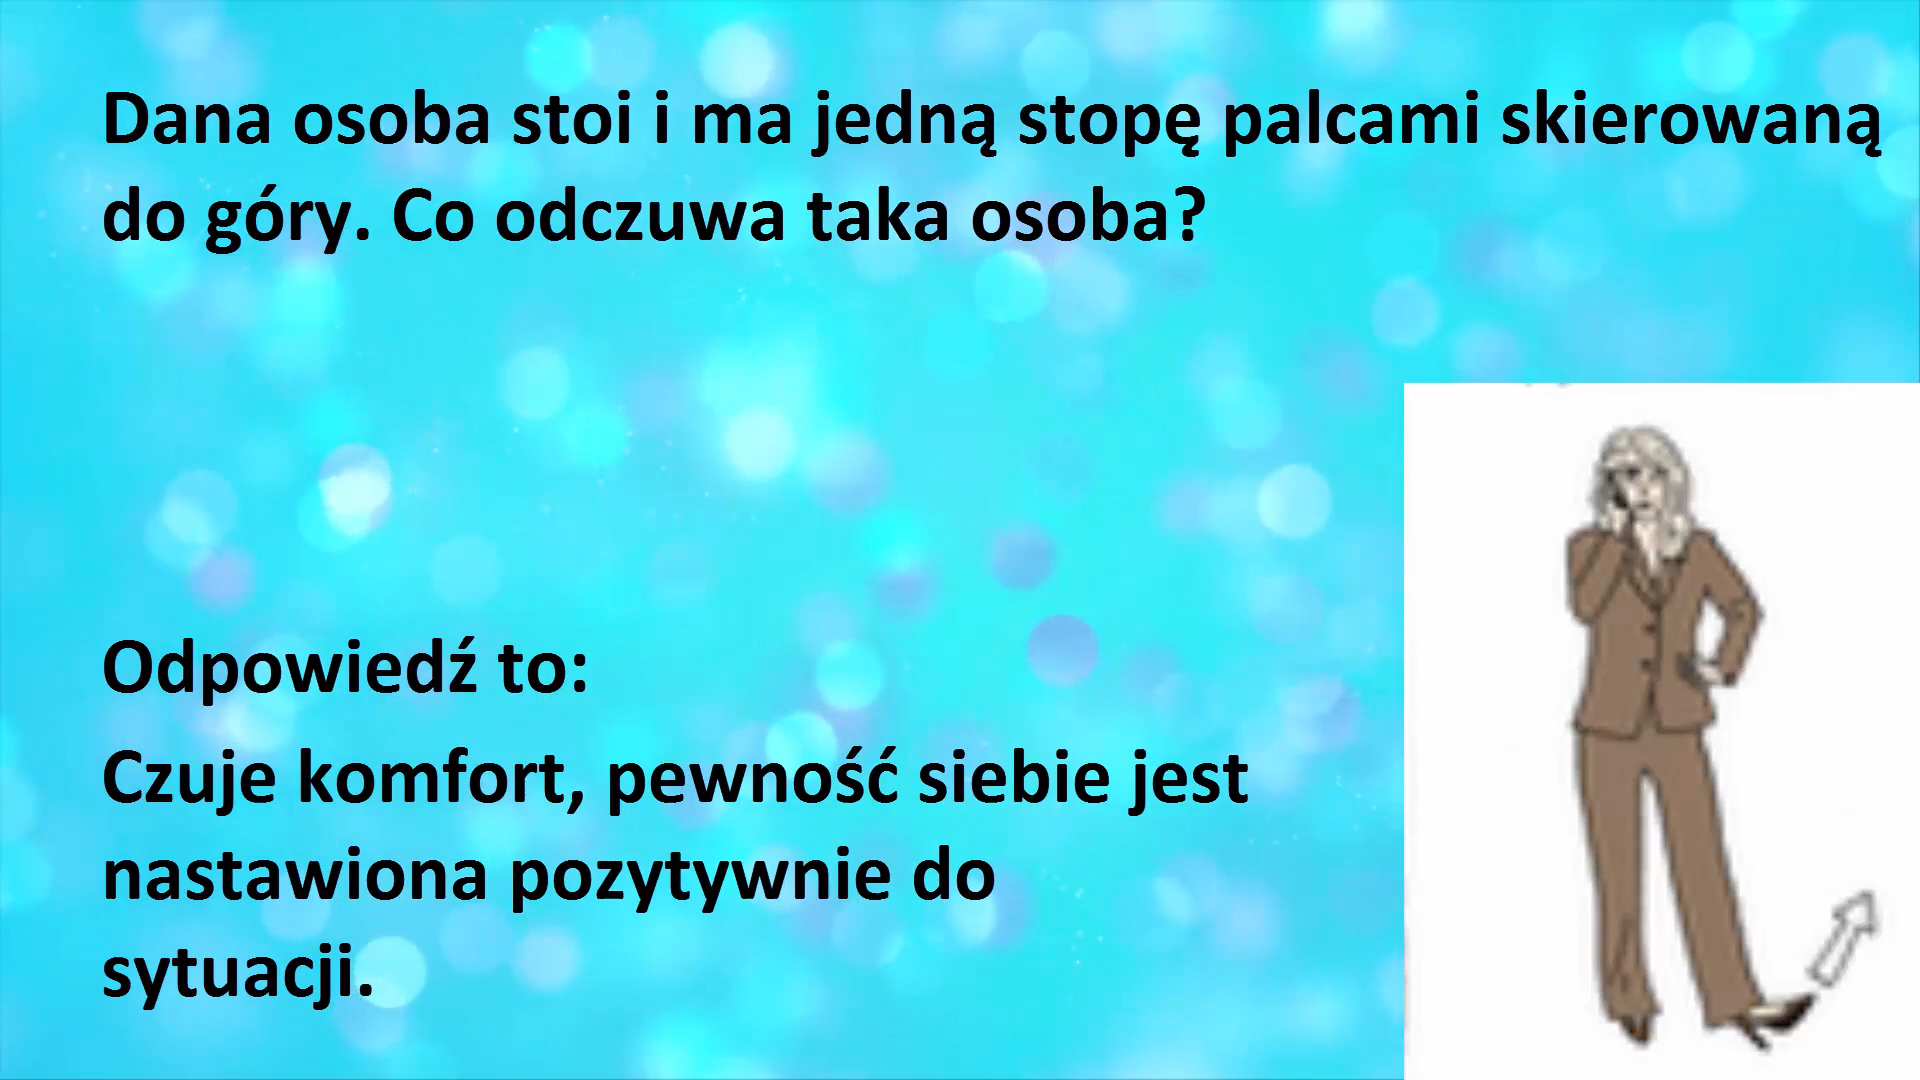 Dana osoba stoi i ma jedną stopę palcami skierowaną
do góry. Co odczuwa taka osoba?
Odpowiedź to:
Czuje komfort, pewność siebie jest
nastawiona pozytywnie do
sytuacji.